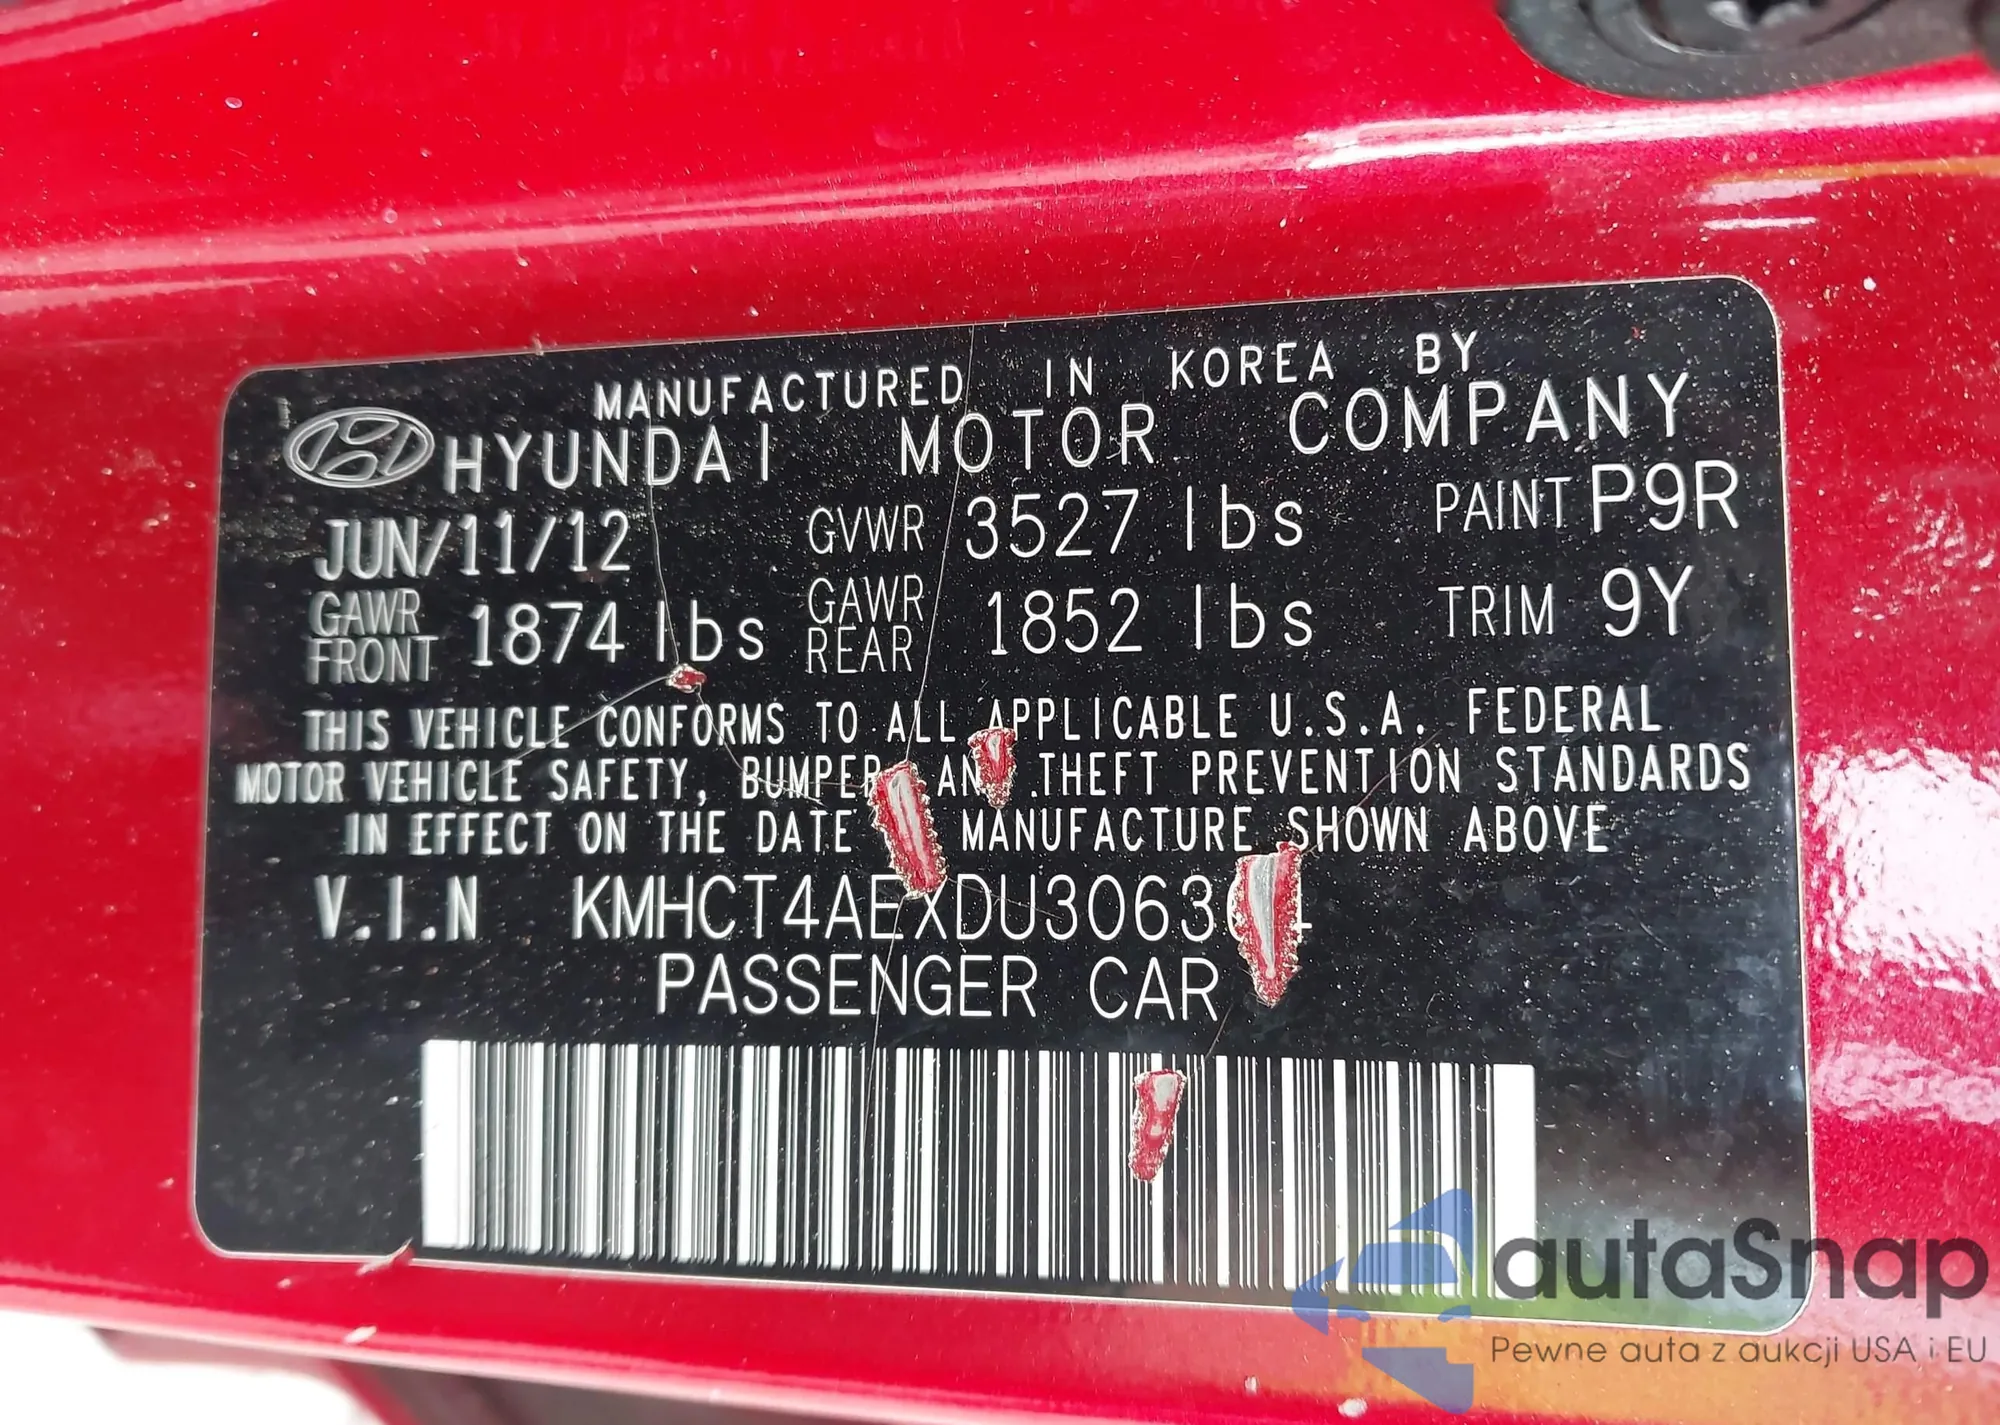 MANUFACTURED IN KOREA BY
HYUNDAI MOTOR COMPANY
JUN/11/12 GVWR 3527 lbs PAINT P9R
GAWR FRONT 1874 lbs GAWR REAR 1852 lbs TRIM 9Y
THIS VEHICLE CONFORMS TO ALL APPLICABLE U.S.A. FEDERAL
MOTOR VEHICLE SAFETY, BUMPER THEFT PREVENTION STANDARDS
IN EFFECT ON THE DATE MANUFACTURE SHOWN ABOVE
V.I.N
PASSENGER CAR
autaSnap
Pewne auta z aukcji USA i EU